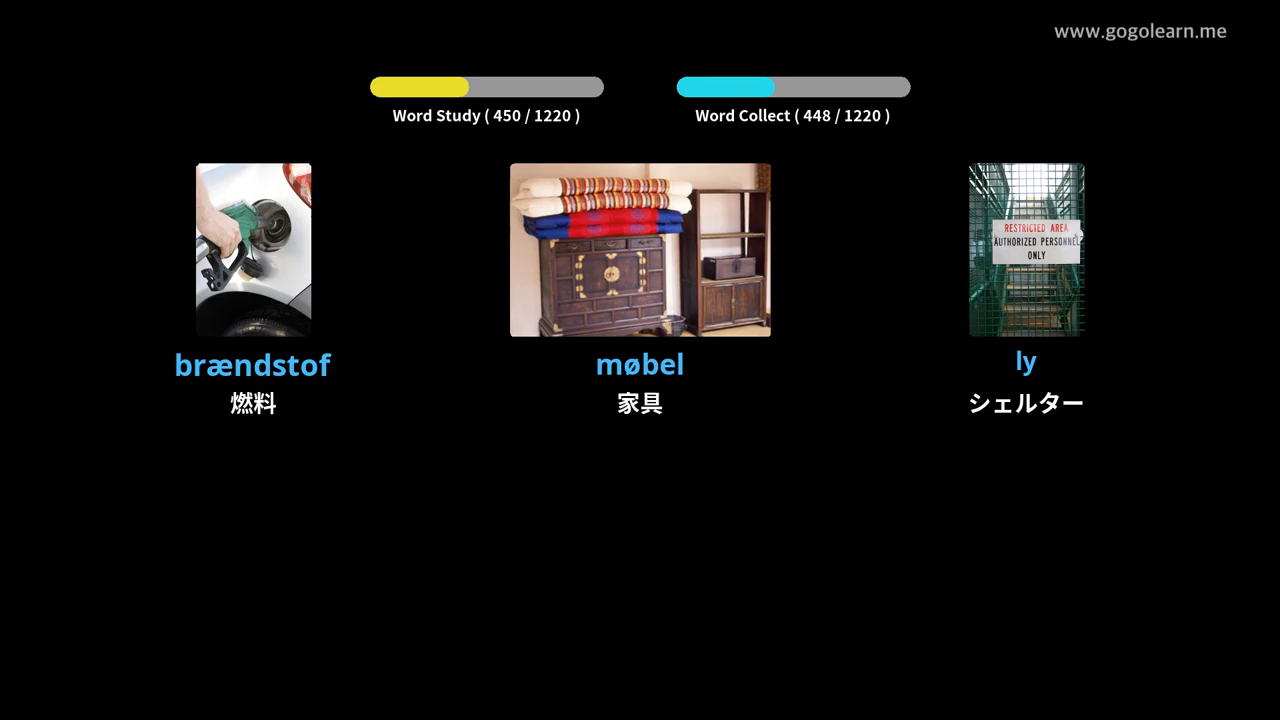 www.gogolearn.me
Word Study ( 450 / 1220 )
Word Collect ( 448 / 1220 )
RESTRICTED AREA
AUTHORIZED PERSONNEL
ONLY
brændstof
møbel
ly
燃料
家具
シェルター